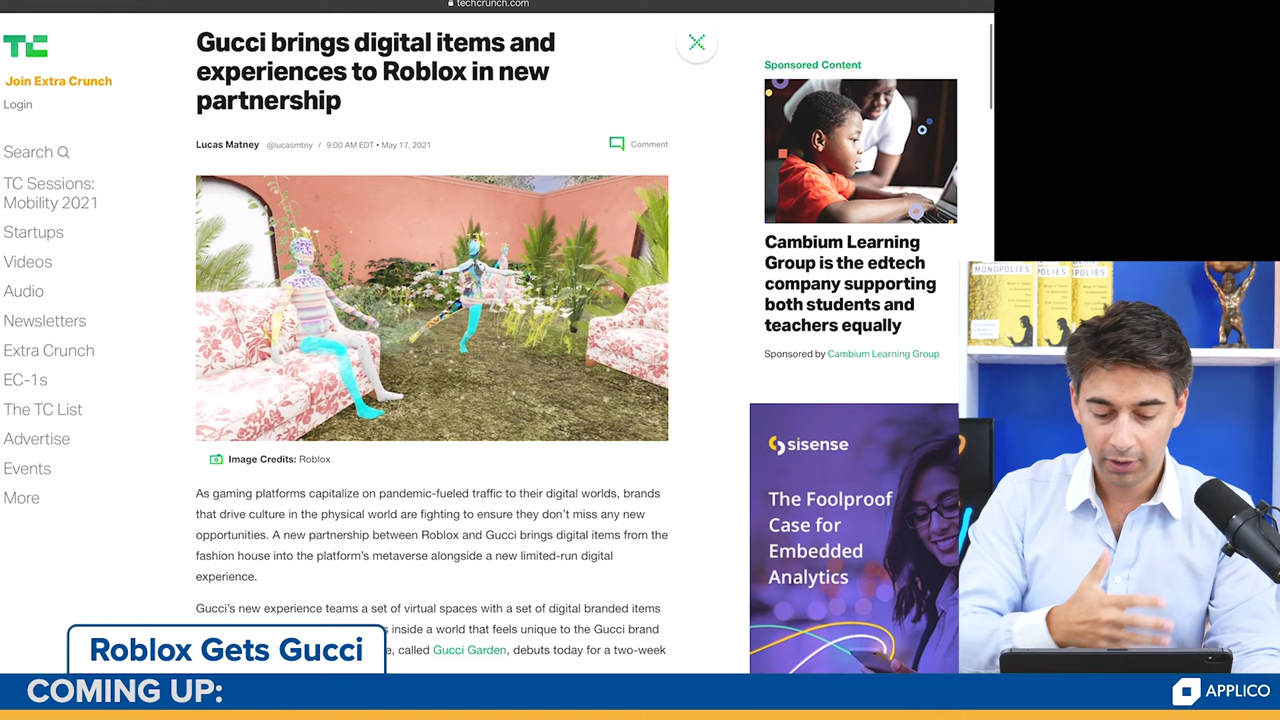 techcrunch.com
TC
Join Extra Crunch
Login
Search
TC Sessions:
Mobility 2021
Startups
Videos
Audio
Newsletters
Extra Crunch
EC-1s
The TC List
Advertise
Events
More
Gucci brings digital items and
experiences to Roblox in new
partnership
Lucas Matney @lucasmtny / 9:00 AM EDT • May 17, 2021
Comment
Image Credits: Roblox
As gaming platforms capitalize on pandemic-fueled traffic to their digital worlds, brands
that drive culture in the physical world are fighting to ensure they don't miss any new
opportunities. A new partnership between Roblox and Gucci brings digital items from the
fashion house into the platform's metaverse alongside a new limited-run digital
experience.
Gucci's new experience teams a set of virtual spaces with a set of digital branded items
inside a world that feels unique to the Gucci brand
, called Gucci Garden, debuts today for a two-week
Sponsored Content
Cambium Learning
Group is the edtech
company supporting
both students and
teachers equally
Sponsored by Cambium Learning Group
sisense
The Foolproof
Case for
Embedded
Analytics
MONOPOLIES
Roblox Gets Gucci
COMING UP:
APPLICO